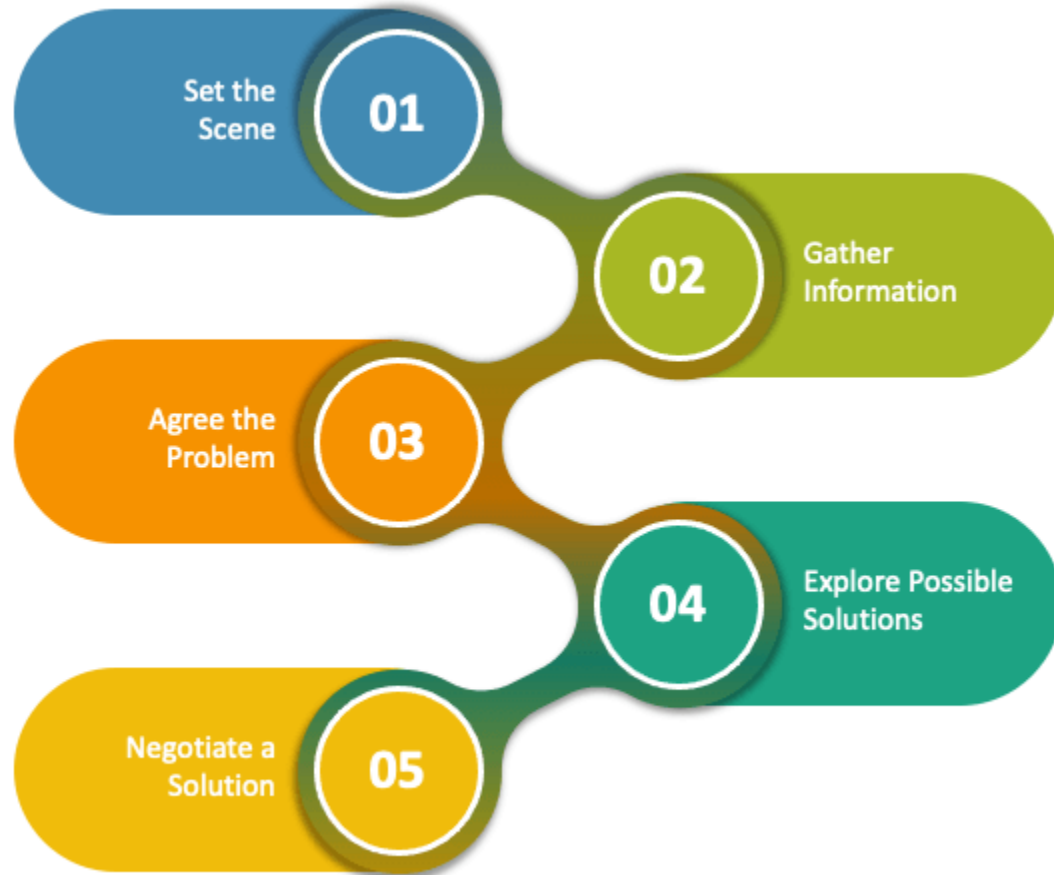 Set the
Scene
01
02
Gather
Information
Agree the
Problem
03
04
Explore Possible
Solutions
Negotiate a
Solution
05